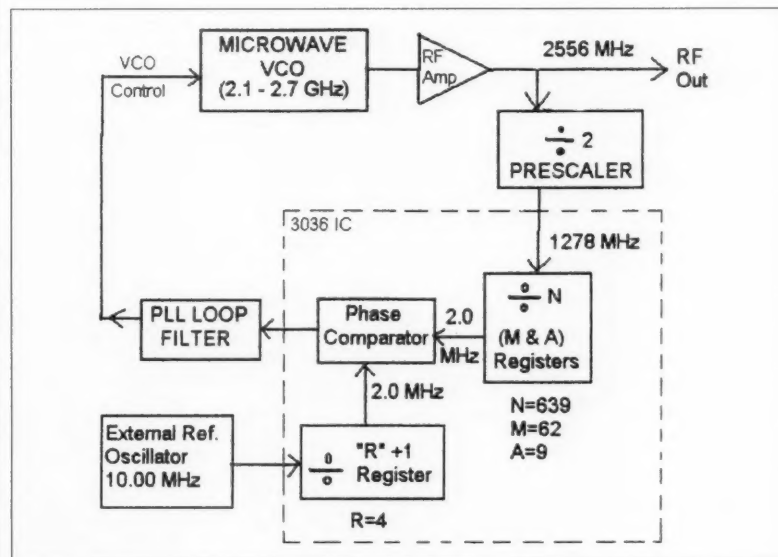 VCO
Control
MICROWAVE
VCO
(2.1 - 2.7 GHz)
RF
Amp
2556 MHz
RF
Out
÷ 2
PRESCALER
3036 IC
1278 MHz
PLL LOOP
FILTER
Phase
Comparator
2.0
MHz
÷ N
(M & A)
Registers
2.0 MHz
N=639
M=62
A=9
External Ref.
Oscillator
10.00 MHz
÷ "R" +1
Register
R=4